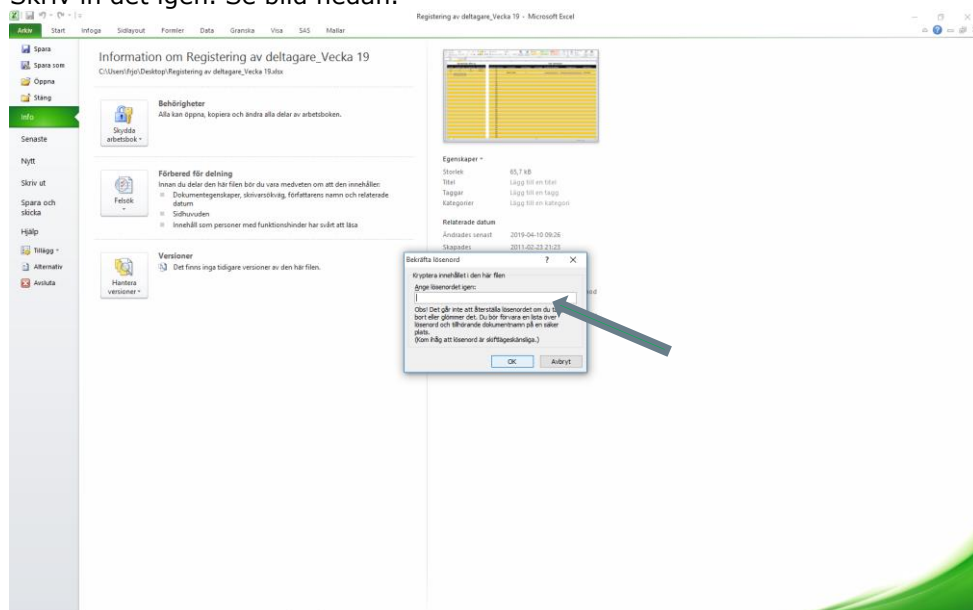 Skriv in det igen. Se bild nedan.
Registering av deltagare_Vecka 19 - Microsoft Excel
Arkiv Start Infoga Sidlayout Formler Data Granska Visa SAS Mallar
Spara
Spara som
Öppna
Stäng
Info
Senaste
Nytt
Skriv ut
Spara och
skicka
Hjälp
Tillägg
Alternativ
Avsluta
Information om Registering av deltagare_Vecka 19
C:\Users\frjo\Desktop\Registering av deltagare_Vecka 19.xlsx
Skydda
arbetsbok
Behörigheter
Alla kan öppna, kopiera och ändra alla delar av arbetsboken.
Felsök
Förbered för delning
Innan du delar den här filen bör du vara medveten om att den innehåller:
Dokumentegenskaper, skrivarsökväg, författarens namn och relaterade
datum
Sidhuvuden
Innehåll som personer med funktionshinder har svårt att läsa
Hantera
versioner
Versioner
Det finns inga tidigare versioner av den här filen.
Egenskaper
Storlek 65,7 kB
Titel Lägg till en titel
Taggar Lägg till en tagg
Kategorier Lägg till en kategori
Relaterade datum
Ändrades senast 2019-04-10 09:26
Skapades 2011-02-23 21:23
Bekräfta lösenord ? X
Kryptera innehållet i den här filen
Ange lösenordet igen:
Obs! Det går inte att återställa lösenordet om du
bort eller glömmer det. Du bör förvara en lista över
lösenord och tillhörande dokumentnamn på en säker
plats.
(Kom ihåg att lösenord är skiftlägeskänsliga.)
OK Avbryt